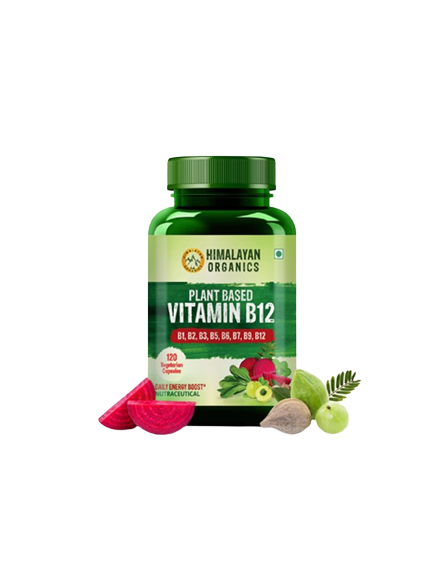 HIMALAYAN
ORGANICS
PLANT BASED
VITAMIN B12
B1, B2, B3, B5, B6, B7, B9, B12
120
Vegetarian
Capsules
DAILY ENERGY BOOST*
NUTRACEUTICAL